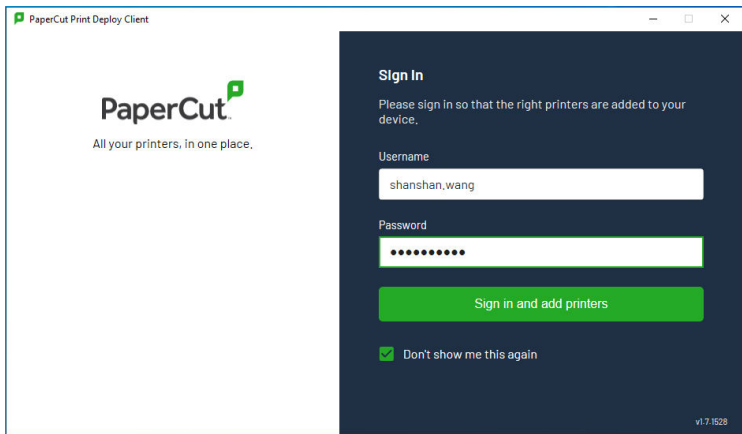 PaperCut Print Deploy Client
PaperCut
All your printers, in one place.
Sign In
Please sign in so that the right printers are added to your
device.
Username
shanshan.wang
Password
••••••••••
Sign in and add printers
Don't show me this again
v1.7.1528